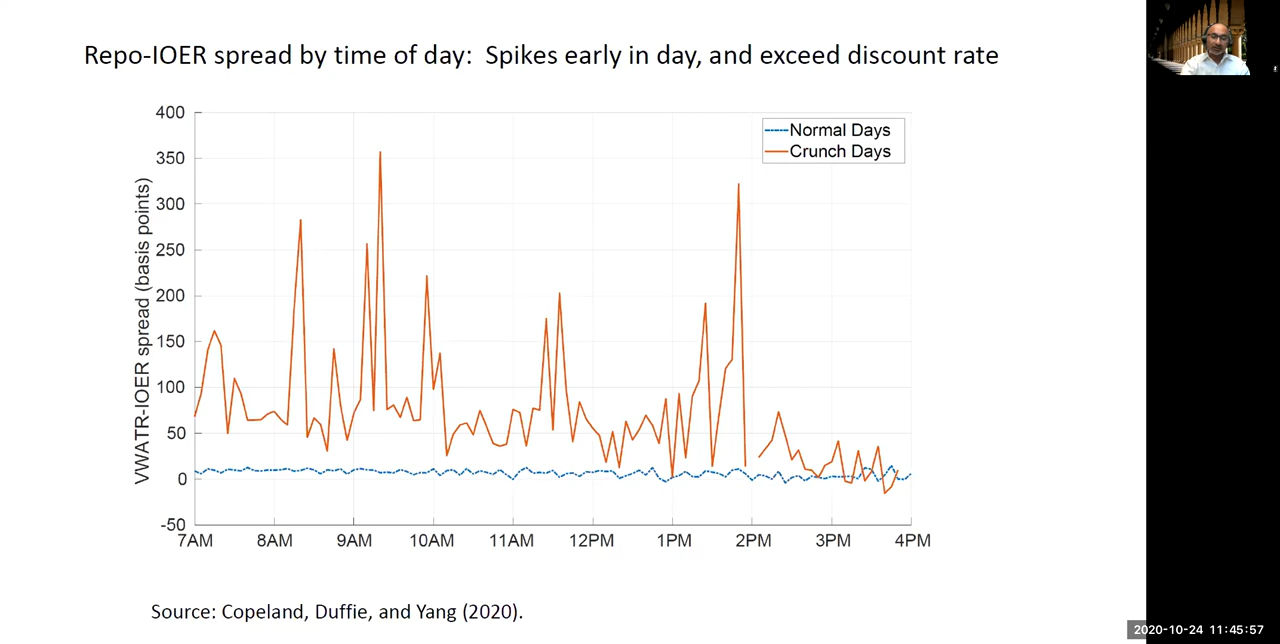 Repo-IOER spread by time of day: Spikes early in day, and exceed discount rate
400
350
300
250
200
150
100
50
0
-50
VWATR-IOER spread (basis points)
Normal Days
Crunch Days
7AM 8AM 9AM 10AM 11AM 12PM 1PM 2PM 3PM 4PM
Source: Copeland, Duffie, and Yang (2020).
2020-10-24 11:45:57